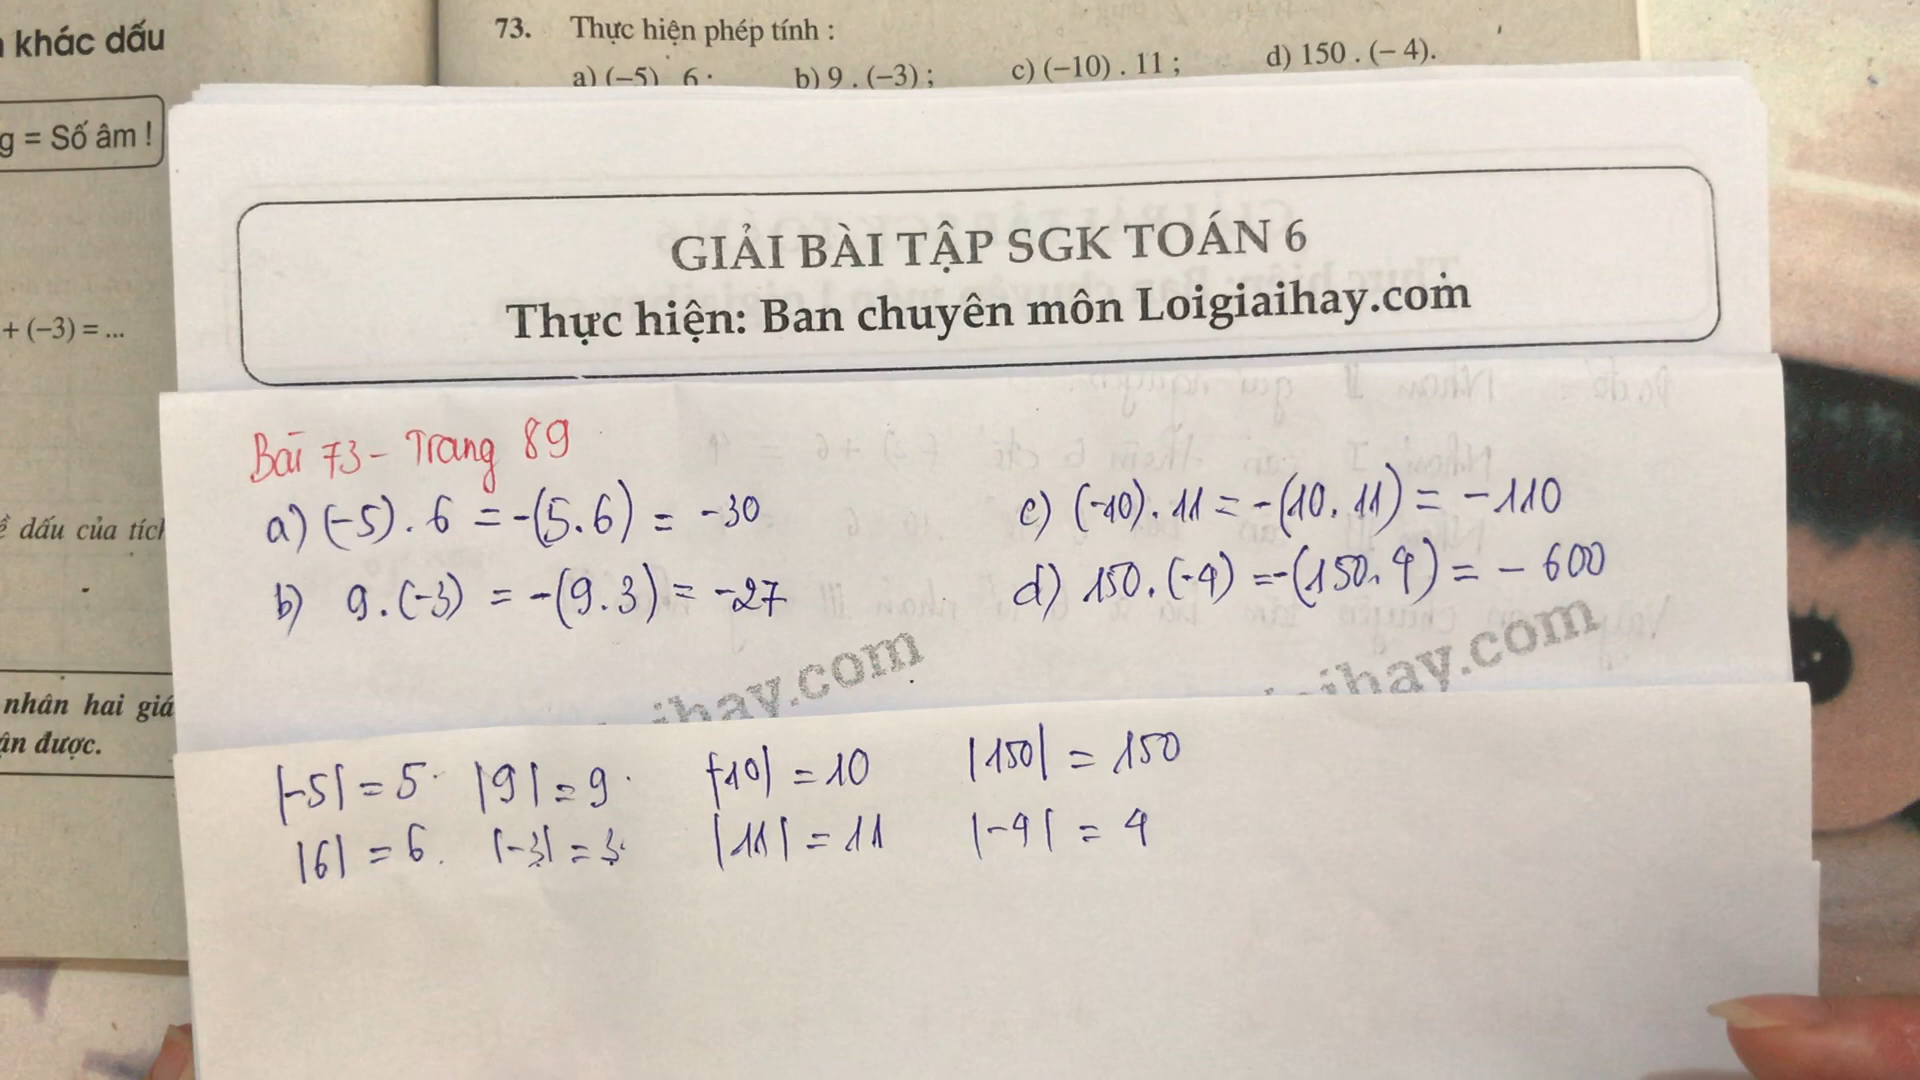 khác dấu
g = Số âm !
+ (−3) = ...
dấu của tích
nhân hai giá
được.
73. Thực hiện phép tính :
a) (−5) 6 ; b) 9 . (−3) ; c) (−10) . 11 ; d) 150 . (− 4).
GIẢI BÀI TẬP SGK TOÁN 6
Thực hiện: Ban chuyên môn Loigiaihay.com
Bài 73 - Trang 89
a) (-5) . 6 = -(5.6) = -30
b) 9.(-3) = -(9.3) = -27
c) (-10). 11 = -(10. 11) = -110
d) 150.(-4) = -(150. 4) = - 600
ihay.com
ihay.com
|-5| = 5 |9| = 9 |-10| = 10 |150| = 150
|6| = 6 |-3| = 3 |11| = 11 |-4| = 4